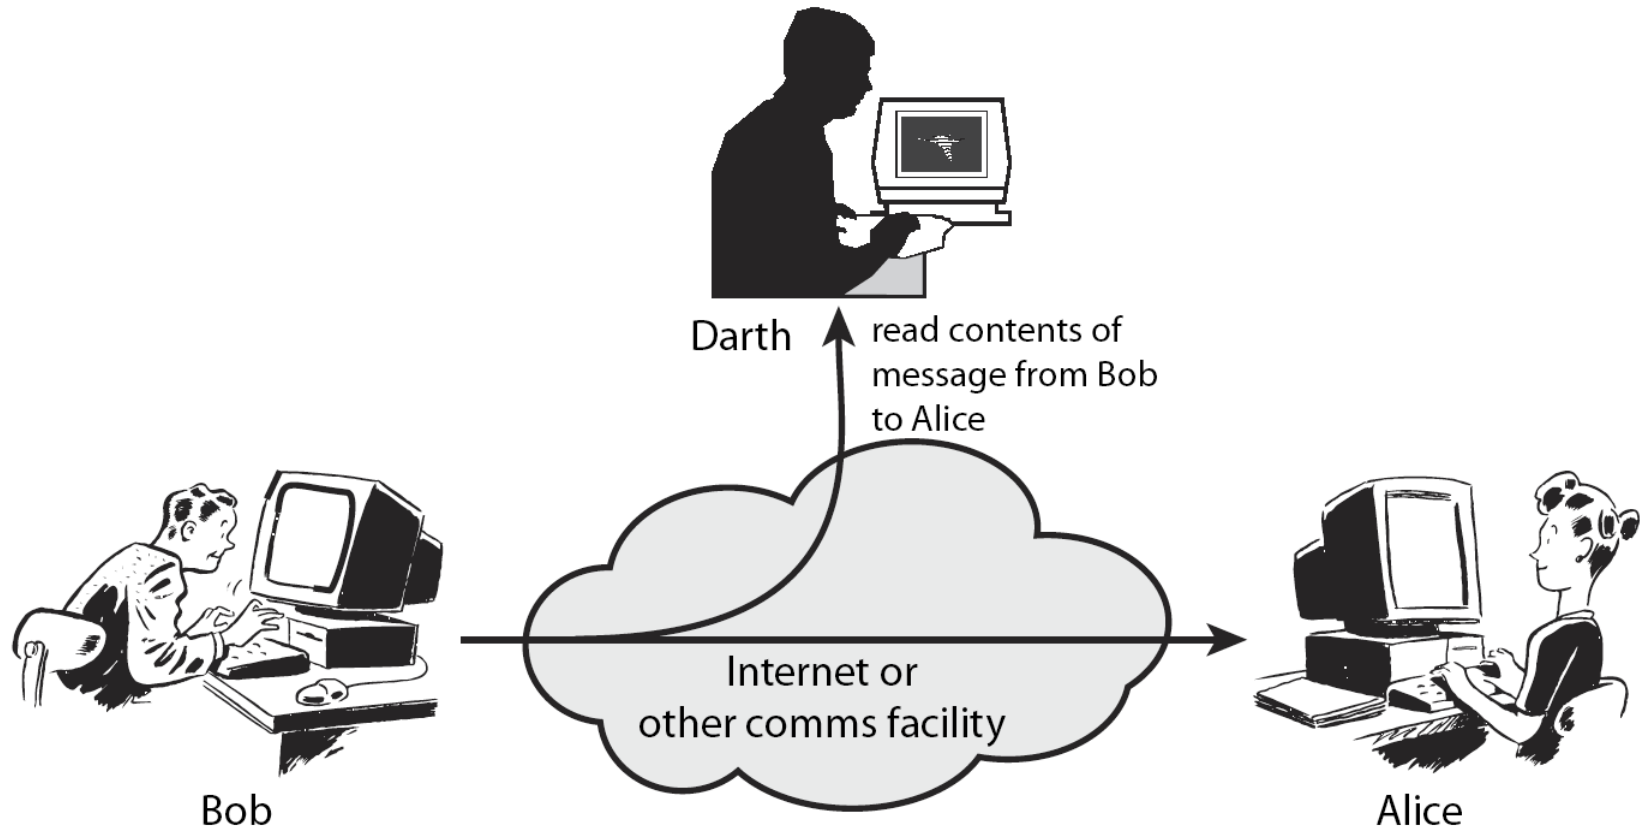 Darth
read contents of
message from Bob
to Alice
Internet or
other comms facility
Bob
Alice